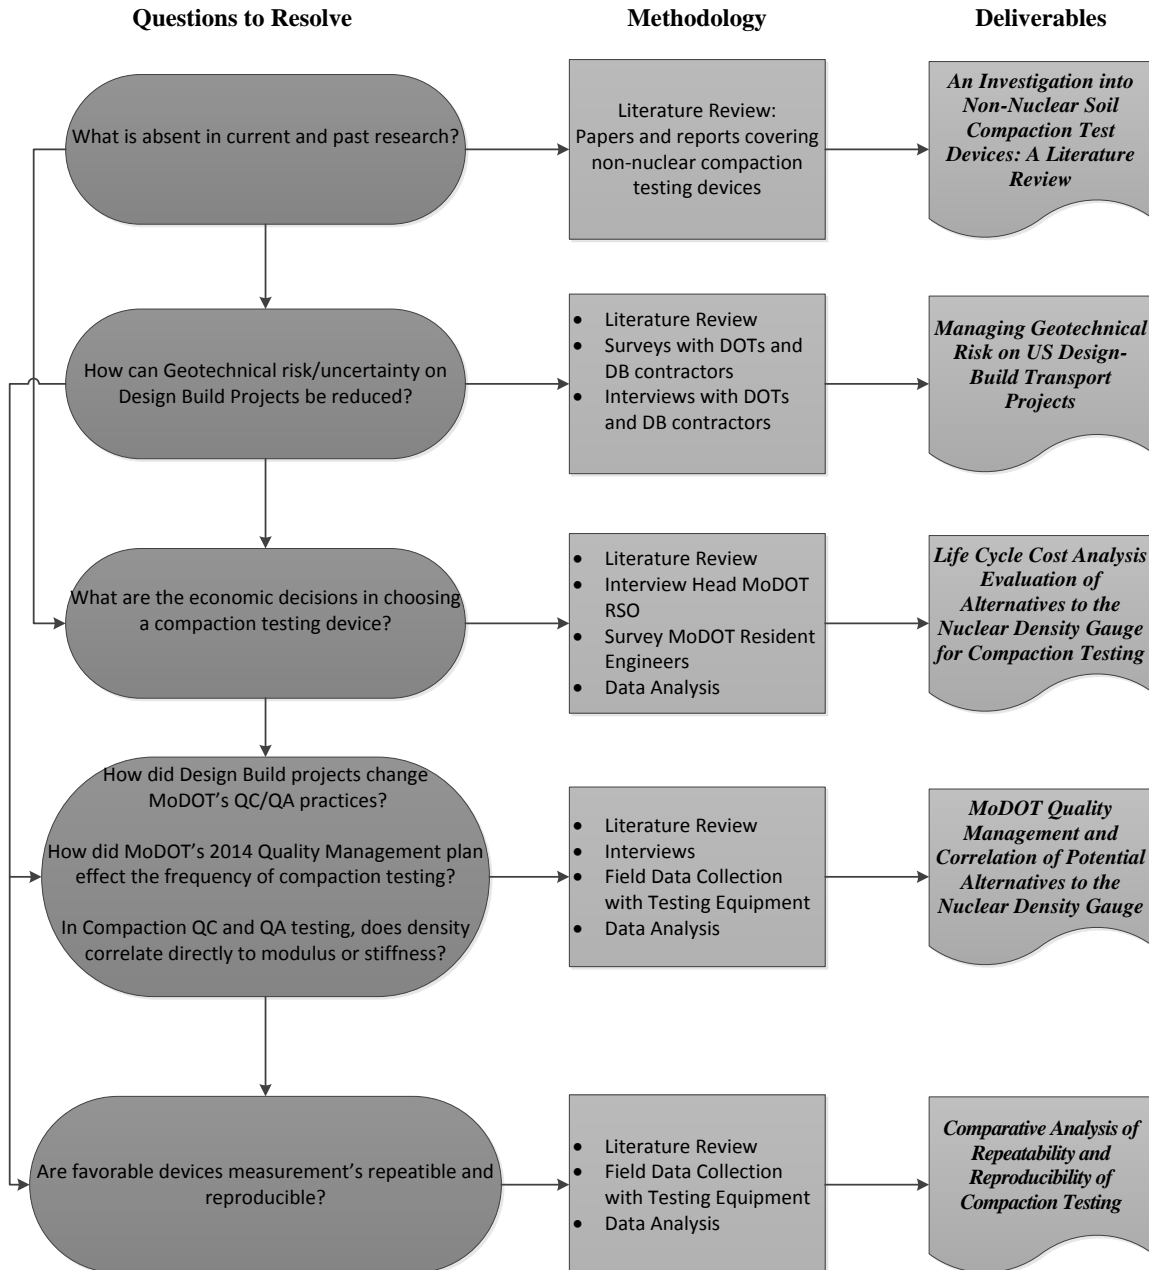 Questions to Resolve
Methodology
Deliverables
What is absent in current and past research?
Literature Review:
Papers and reports covering
non-nuclear compaction
testing devices
An Investigation into
Non-Nuclear Soil
Compaction Test
Devices: A Literature
Review
How can Geotechnical risk/uncertainty on
Design Build Projects be reduced?
• Literature Review
• Surveys with DOTs and
DB contractors
• Interviews with DOTs
and DB contractors
Managing Geotechnical
Risk on US Design-
Build Transport
Projects
What are the economic decisions in choosing
a compaction testing device?
• Literature Review
• Interview Head MoDOT
RSO
• Survey MoDOT Resident
Engineers
• Data Analysis
Life Cycle Cost Analysis
Evaluation of
Alternatives to the
Nuclear Density Gauge
for Compaction Testing
How did Design Build projects change
MoDOT’s QC/QA practices?
How did MoDOT’s 2014 Quality Management plan
effect the frequency of compaction testing?
In Compaction QC and QA testing, does density
correlate directly to modulus or stiffness?
• Literature Review
• Interviews
• Field Data Collection
with Testing Equipment
• Data Analysis
MoDOT Quality
Management and
Correlation of Potential
Alternatives to the
Nuclear Density Gauge
Are favorable devices measurement’s repeatible and
reproducible?
• Literature Review
• Field Data Collection
with Testing Equipment
• Data Analysis
Comparative Analysis of
Repeatability and
Reproducibility of
Compaction Testing